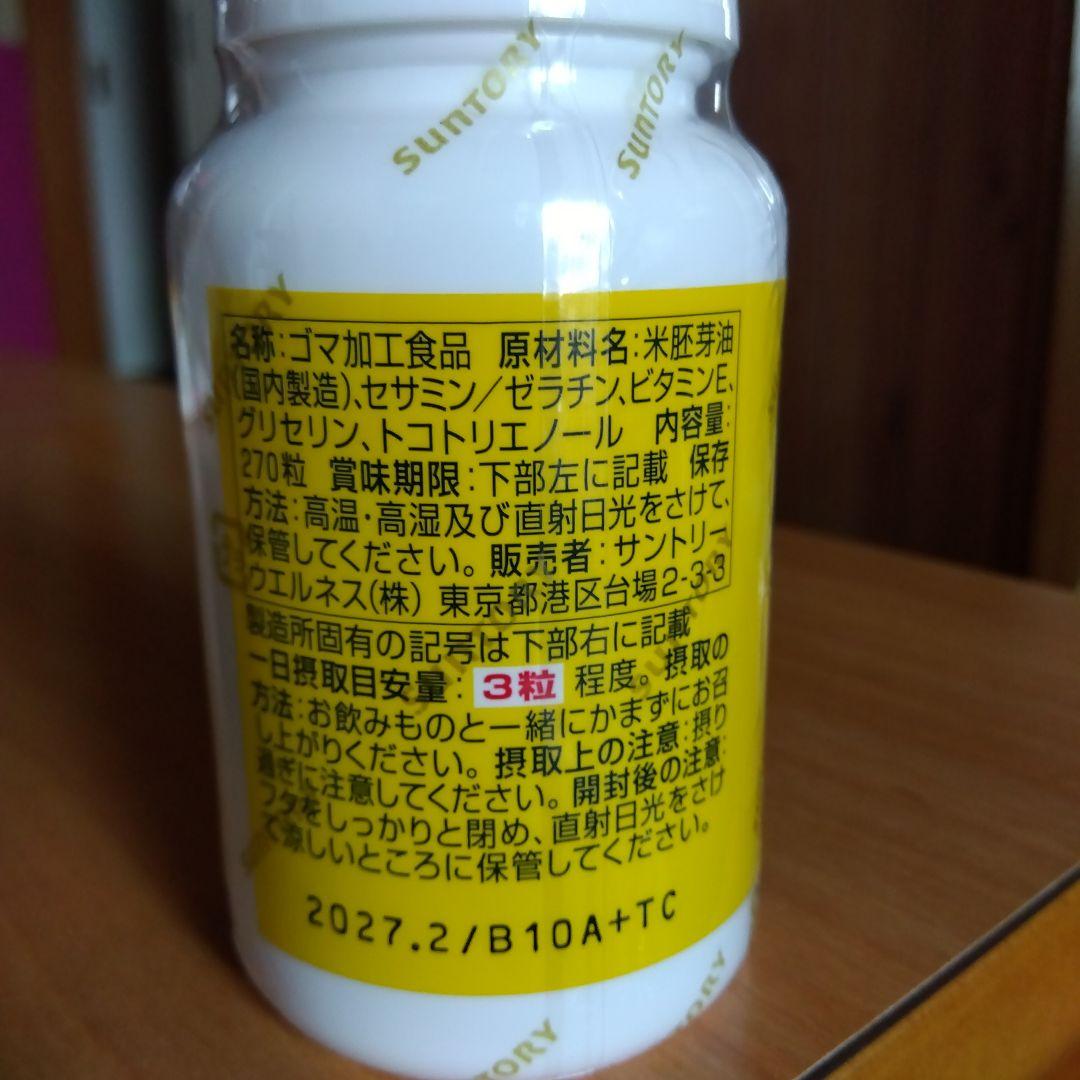 SUNTORY
SUNTORY
名称:ゴマ加工食品 原材料名:米胚芽油
(国内製造)、セサミン/ゼラチン、ビタミンE、
グリセリン、トコトリエノール 内容量:
270粒 賞味期限:下部左に記載 保存
方法:高温・高湿及び直射日光をさけて、
保管してください。 販売者:サントリー
ウエルネス(株) 東京都港区台場2-3-3
製造所固有の記号は下部右に記載
一日摂取目安量: 3粒 程度。 摂取の
方法:お飲みものと一緒にかまずにお召
し上がりください。 摂取上の注意:摂り
過ぎに注意してください。 開封後の注意:
フタをしっかりと閉め、直射日光をさけ
て涼しいところに保管してください。
2027.2/B10A+TC
SUNTORY